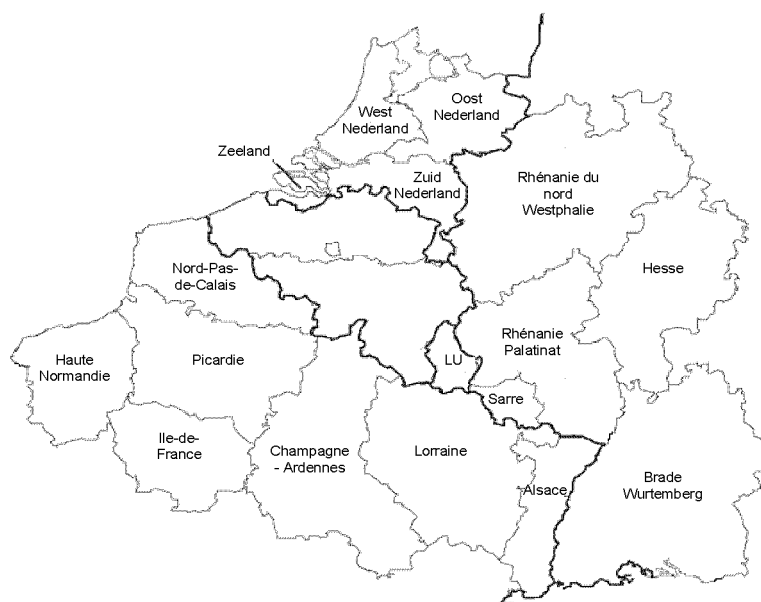 West
Nederland
Oost
Nederland
Zeeland
Zuid
Nederland
Rhénanie du
nord
Westphalie
Nord-Pas-
de-Calais
Hesse
Haute
Normandie
Picardie
LU
Rhénanie
Palatinat
Sarre
Ile-de-
France
Champagne
- Ardennes
Lorraine
Alsace
Brade
Wurtemberg